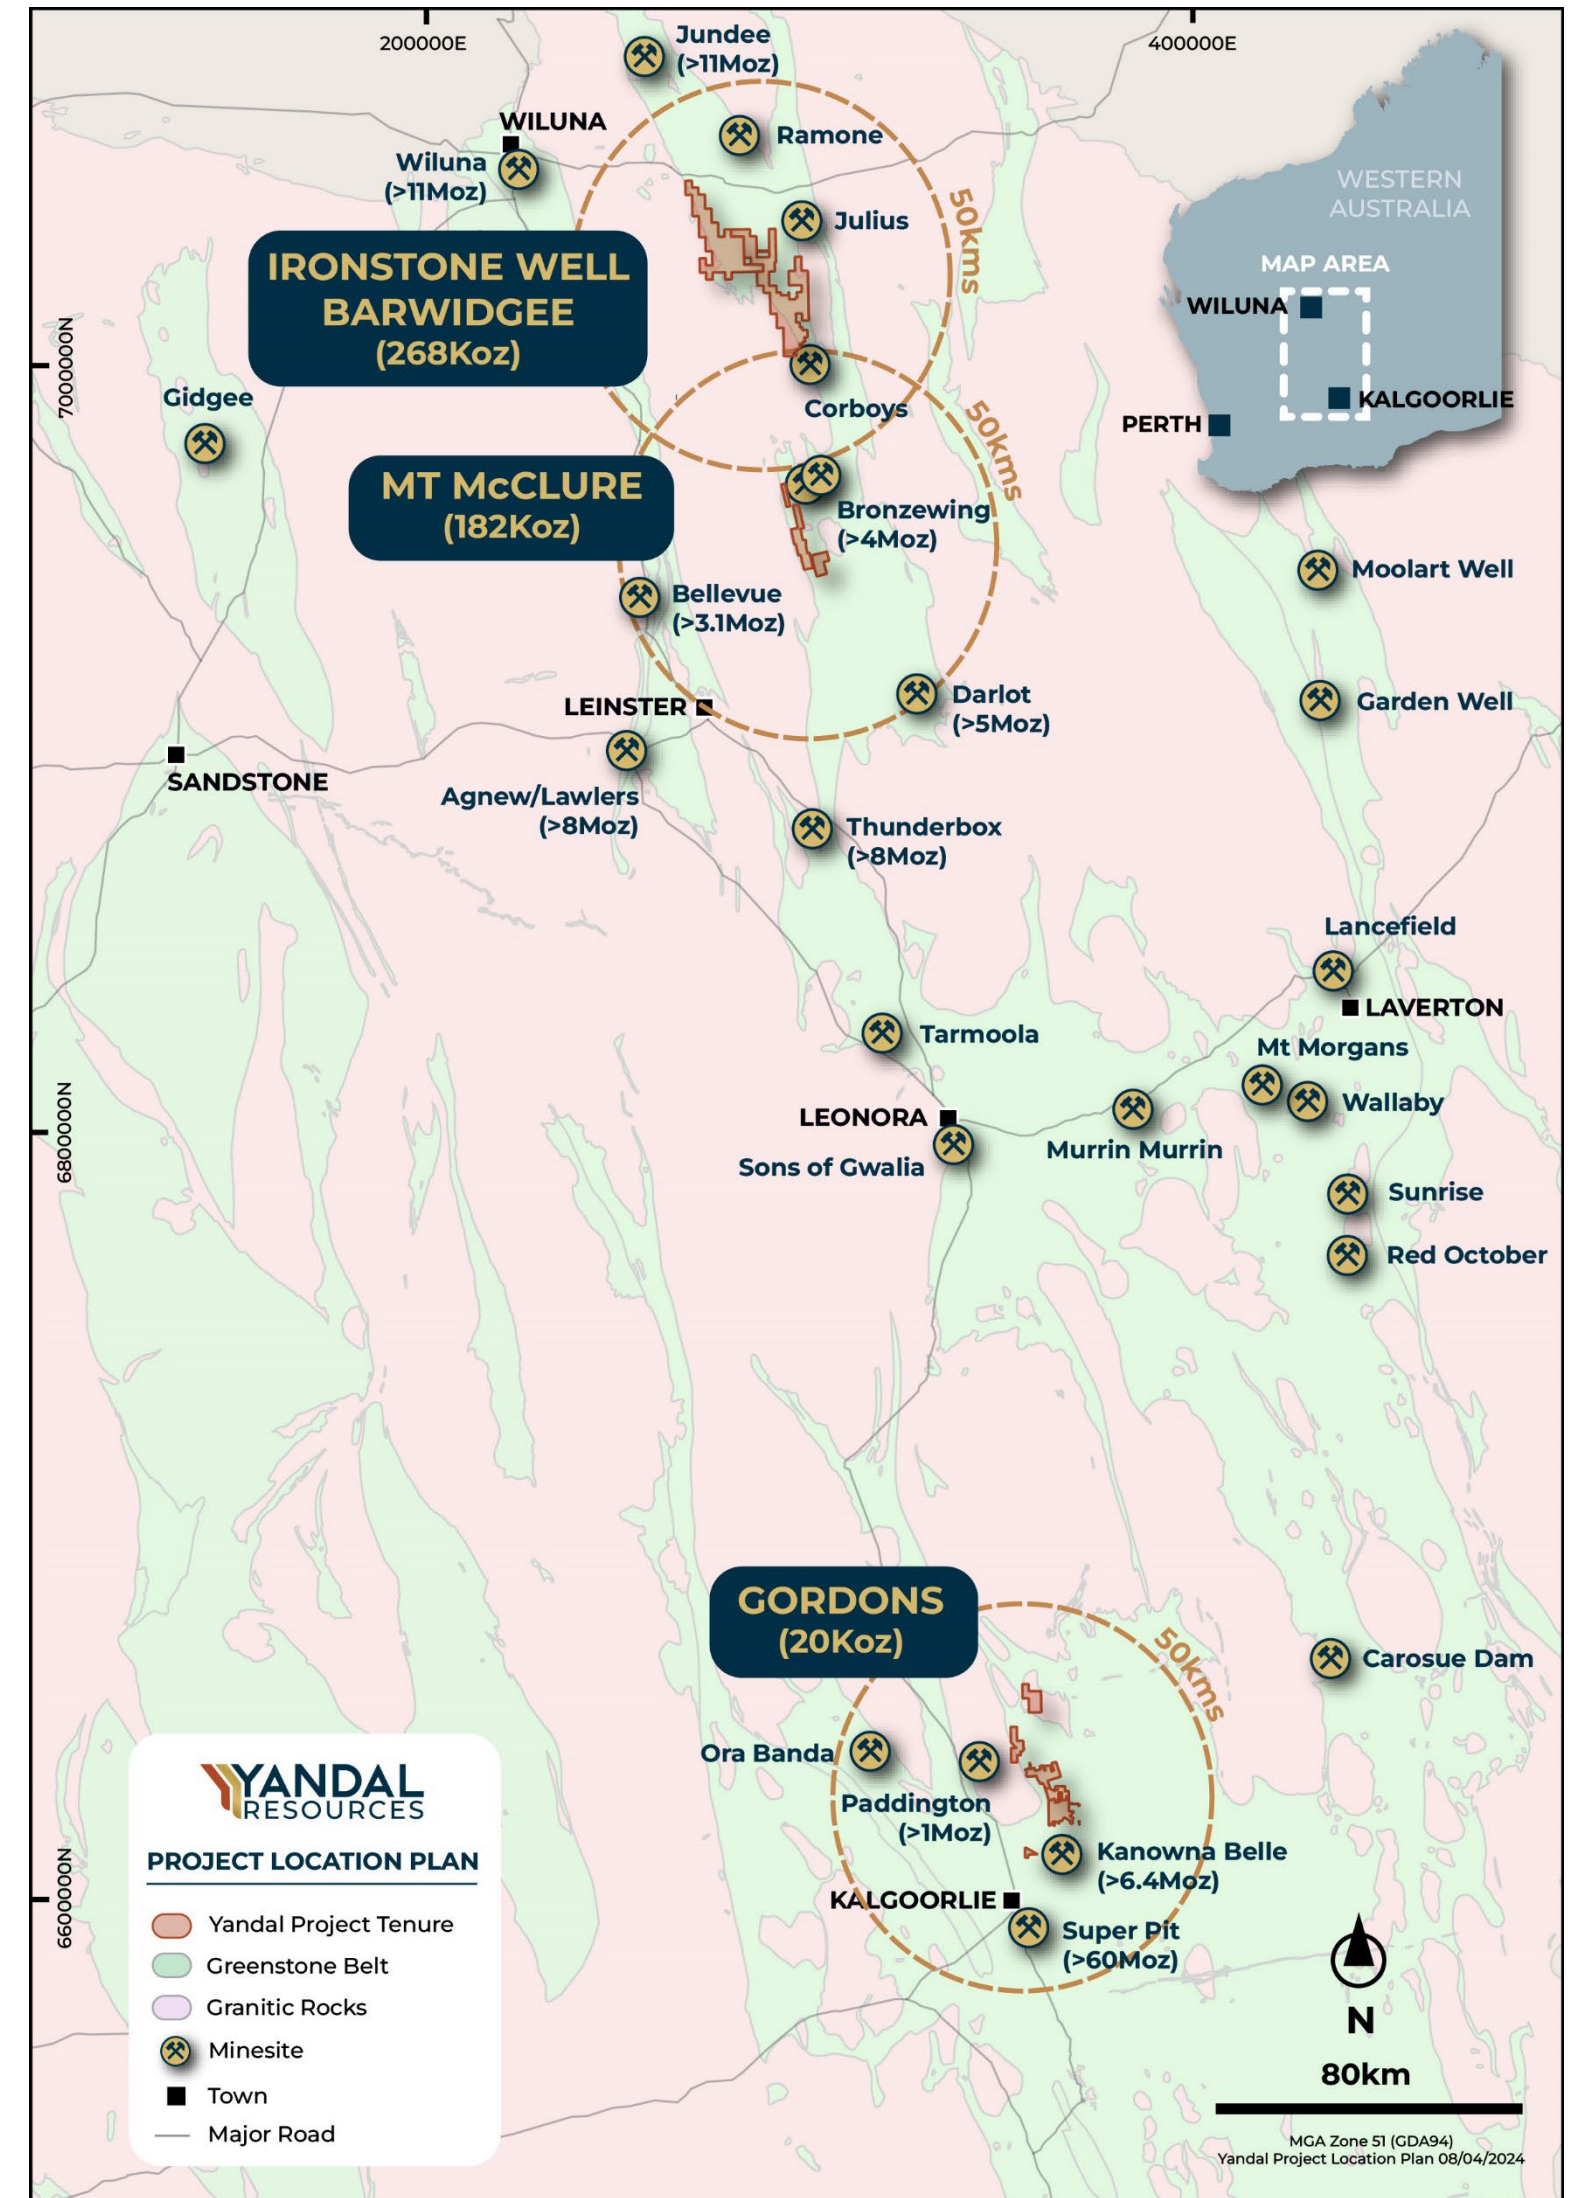 200000E
400000E
Jundee
(>11Moz)
WILUNA
Ramone
Wiluna
(>11Moz)
Julius
50kms
WESTERN
AUSTRALIA
MAP AREA
WILUNA
KALGOORLIE
PERTH
IRONSTONE WELL
BARWIDGEE
(268Koz)
7000000N
Gidgee
Corboys
50kms
MT McCLURE
(182Koz)
Bronzewing
(>4Moz)
Moolart Well
Bellevue
(>3.1Moz)
Darlot
(>5Moz)
Garden Well
LEINSTER
SANDSTONE
Agnew/Lawlers
(>8Moz)
Thunderbox
(>8Moz)
Lancefield
LAVERTON
Tarmoola
Mt Morgans
Wallaby
6800000N
LEONORA
Sons of Gwalia
Murrin Murrin
Sunrise
Red October
GORDONS
(20Koz)
50kms
Carosue Dam
Ora Banda
Paddington
(>1Moz)
Kanowna Belle
(>6.4Moz)
KALGOORLIE
Super Pit
(>60Moz)
6600000N
YANDAL
RESOURCES
PROJECT LOCATION PLAN
Yandal Project Tenure
Greenstone Belt
Granitic Rocks
Minesite
Town
Major Road
N
80km
MGA Zone 51 (GDA94)
Yandal Project Location Plan 08/04/2024